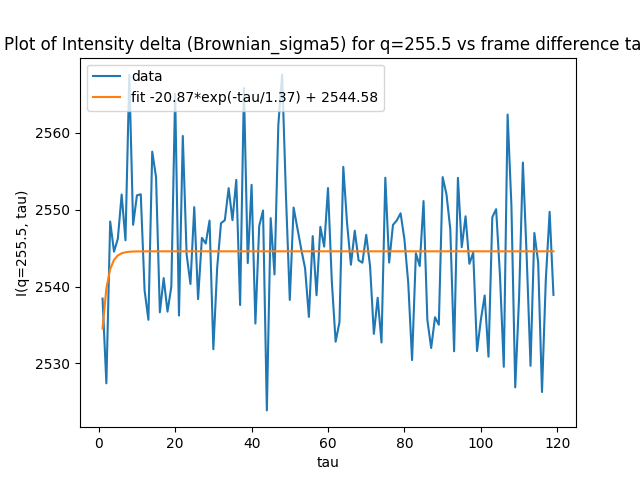 Plot of Intensity delta (Brownian_sigma5) for q=255.5 vs frame difference ta
data
fit -20.87*exp(-tau/1.37) + 2544.58
I(q=255.5, tau)
2560
2550
2540
2530
0 20 40 60 80 100 120
tau